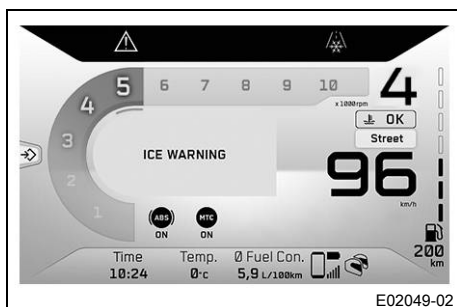 5 6 7 8 9 10 4
4 x 1000rpm
OK
3 Street
ICE WARNING
2 96
km/h
1
(ABS) MTC
ON ON
200
km
Time Temp. Ø Fuel Con.
10:24 0°C 5,9 L/100km
E02049-02